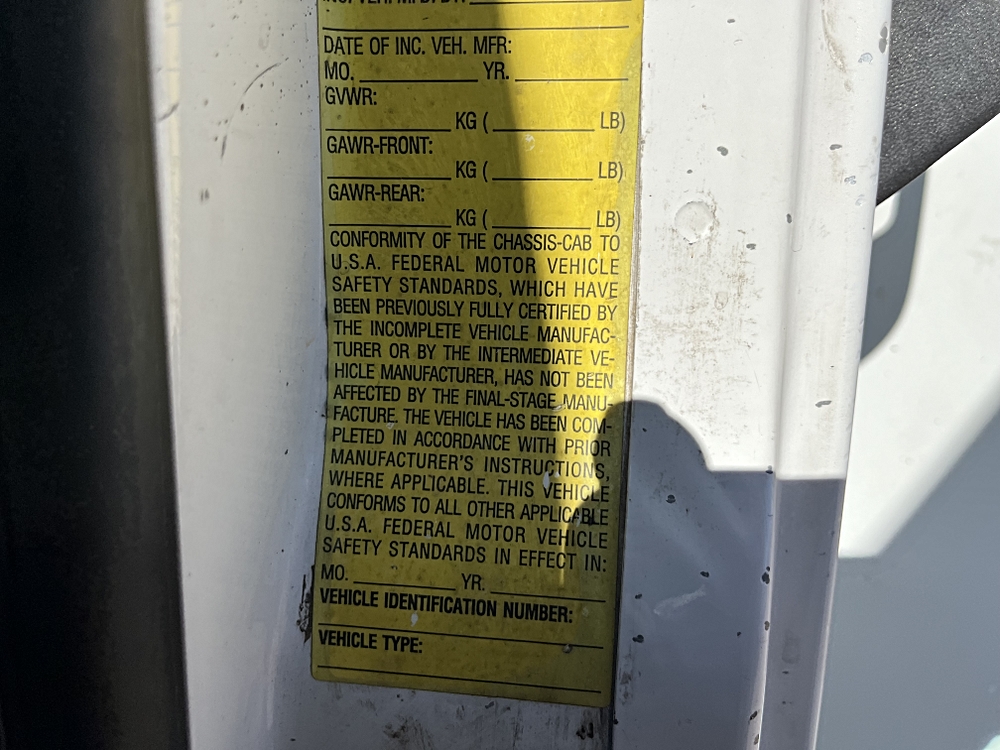 INC. VEH. MFD. BY:
DATE OF INC. VEH. MFR:
MO. YR.
GVWR:
KG ( LB)
GAWR-FRONT:
KG ( LB)
GAWR-REAR:
KG ( LB)
CONFORMITY OF THE CHASSIS-CAB TO
U.S.A. FEDERAL MOTOR VEHICLE
SAFETY STANDARDS, WHICH HAVE
BEEN PREVIOUSLY FULLY CERTIFIED BY
THE INCOMPLETE VEHICLE MANUFAC-
TURER OR BY THE INTERMEDIATE VE-
HICLE MANUFACTURER, HAS NOT BEEN
AFFECTED BY THE FINAL-STAGE MANU-
FACTURE. THE VEHICLE HAS BEEN COM-
PLETED IN ACCORDANCE WITH PRIOR
MANUFACTURER'S INSTRUCTIONS,
WHERE APPLICABLE. THIS VEHICLE
CONFORMS TO ALL OTHER APPLICABLE
U.S.A. FEDERAL MOTOR VEHICLE
SAFETY STANDARDS IN EFFECT IN:
MO. YR.
VEHICLE IDENTIFICATION NUMBER:
VEHICLE TYPE: